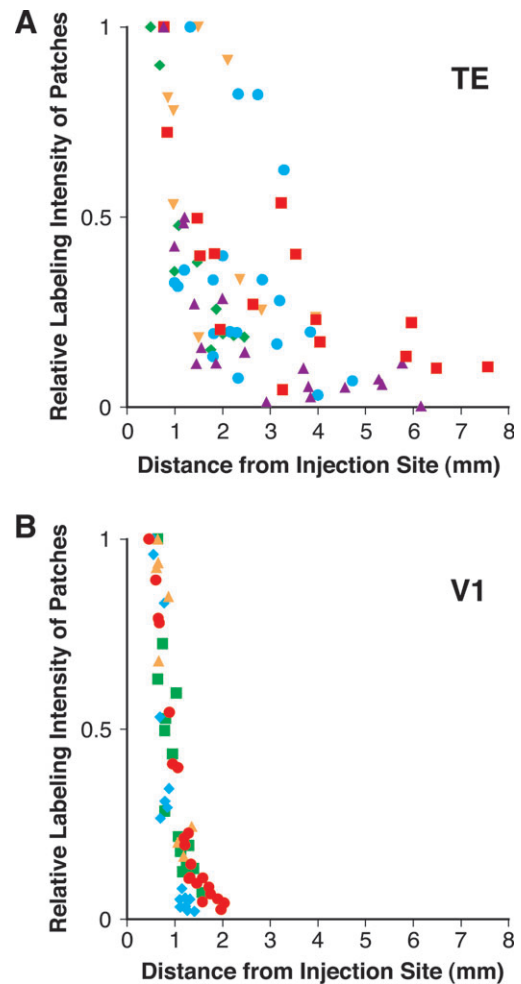 A
TE
Relative Labeling Intensity of Patches
1
0.5
0
0 1 2 3 4 5 6 7 8
Distance from Injection Site (mm)
B
V1
Relative Labeling Intensity of Patches
1
0.5
0
0 1 2 3 4 5 6 7 8
Distance from Injection Site (mm)